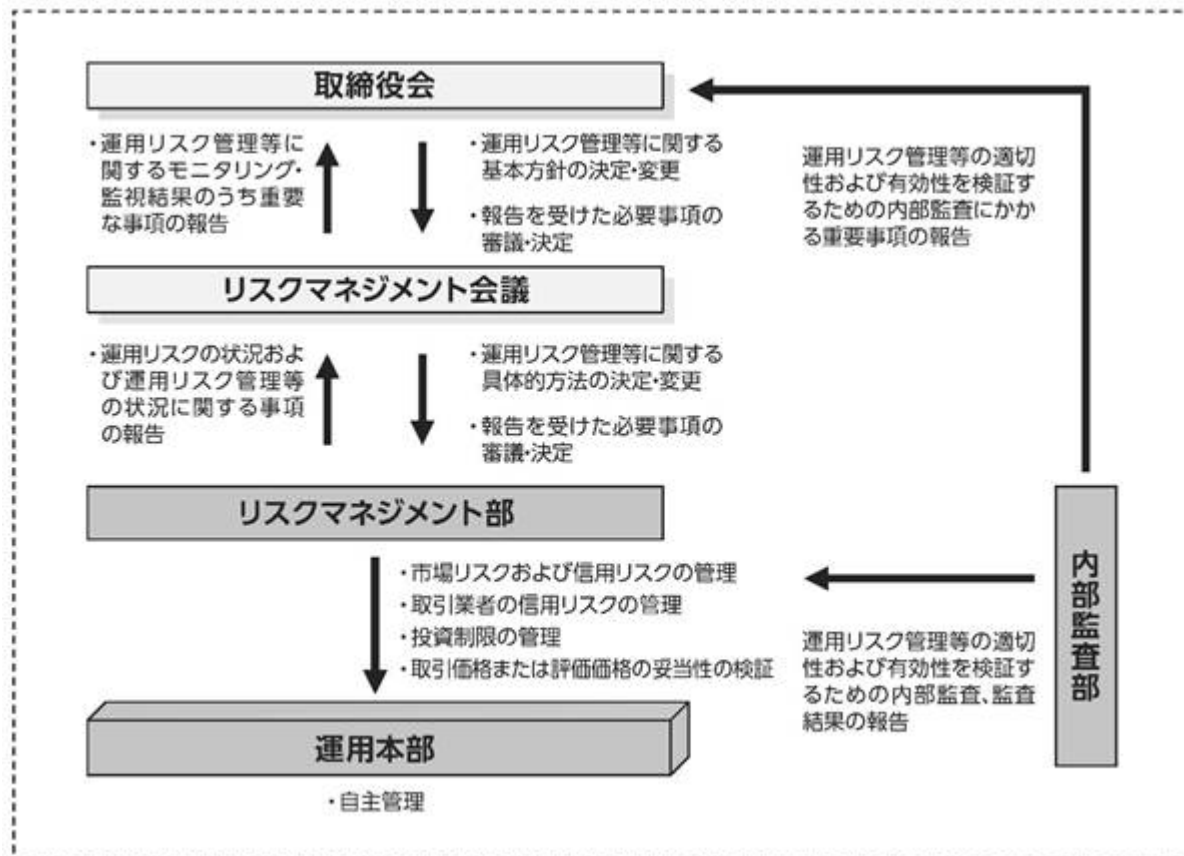 取締役会
・運用リスク管理等に
関するモニタリング・
監視結果のうち重要
な事項の報告
・運用リスク管理等に関する
基本方針の決定・変更
・報告を受けた必要事項の
審議・決定
運用リスク管理等の適切
性および有効性を検証す
るための内部監査にかか
る重要事項の報告
リスクマネジメント会議
・運用リスクの状況およ
び運用リスク管理等
の状況に関する事項
の報告
・運用リスク管理等に関する
具体的方法の決定・変更
・報告を受けた必要事項の
審議・決定
リスクマネジメント部
・市場リスクおよび信用リスクの管理
・取引業者の信用リスクの管理
・投資制限の管理
・取引価格または評価価格の妥当性の検証
内部監査部
運用リスク管理等の適切
性および有効性を検証す
るための内部監査、監査
結果の報告
運用本部
・自主管理